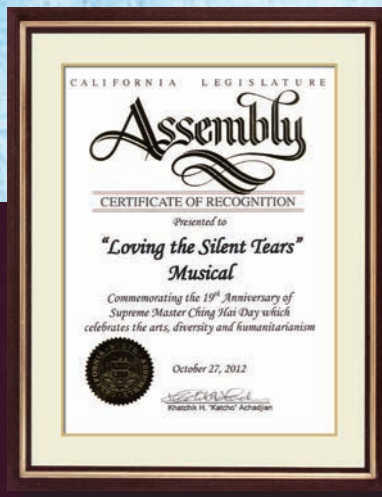 CALIFORNIA LEGISLATURE
Assembly
CERTIFICATE OF RECOGNITION
Presented to
"Loving the Silent Tears"
Musical
Commemorating the 19th Anniversary of
Supreme Master Ching Hai Day which
celebrates the arts, diversity and humanitarianism
October 27, 2012
Khatchik H. "Katcho" Achadjian